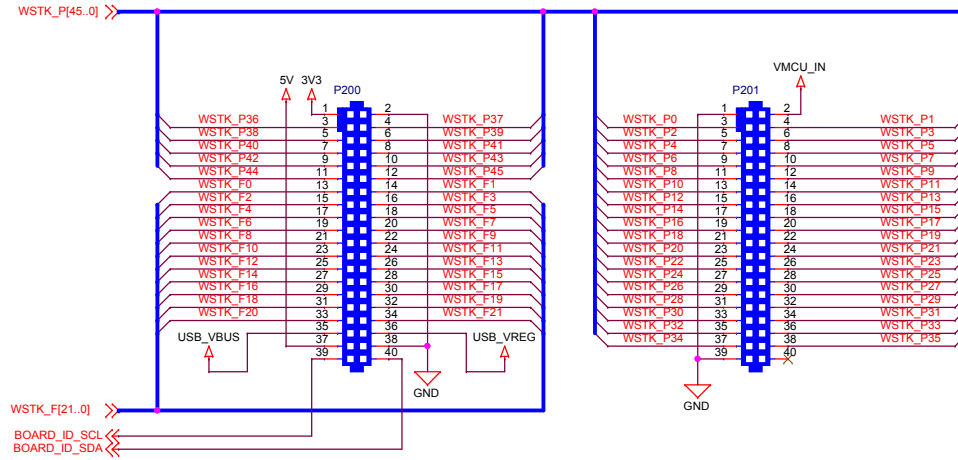 WSTK_P[45..0]
5V 3V3 P200
VMCU_IN
P201
1 2
WSTK_P36 3 4 WSTK_P37
WSTK_P38 5 6 WSTK_P39
WSTK_P40 7 8 WSTK_P41
WSTK_P42 9 10 WSTK_P43
WSTK_P44 11 12 WSTK_P45
WSTK_F0 13 14 WSTK_F1
WSTK_F2 15 16 WSTK_F3
WSTK_F4 17 18 WSTK_F5
WSTK_F6 19 20 WSTK_F7
WSTK_F8 21 22 WSTK_F9
WSTK_F10 23 24 WSTK_F11
WSTK_F12 25 26 WSTK_F13
WSTK_F14 27 28 WSTK_F15
WSTK_F16 29 30 WSTK_F17
WSTK_F18 31 32 WSTK_F19
WSTK_F20 33 34 WSTK_F21
35 36
USB_VBUS 37 38 USB_VREG
39 40
GND
1 2
WSTK_P0 3 4 WSTK_P1
WSTK_P2 5 6 WSTK_P3
WSTK_P4 7 8 WSTK_P5
WSTK_P6 9 10 WSTK_P7
WSTK_P8 11 12 WSTK_P9
WSTK_P10 13 14 WSTK_P11
WSTK_P12 15 16 WSTK_P13
WSTK_P14 17 18 WSTK_P15
WSTK_P16 19 20 WSTK_P17
WSTK_P18 21 22 WSTK_P19
WSTK_P20 23 24 WSTK_P21
WSTK_P22 25 26 WSTK_P23
WSTK_P24 27 28 WSTK_P25
WSTK_P26 29 30 WSTK_P27
WSTK_P28 31 32 WSTK_P29
WSTK_P30 33 34 WSTK_P31
WSTK_P32 35 36 WSTK_P33
WSTK_P34 37 38 WSTK_P35
39 40
GND
WSTK_F[21..0]
BOARD_ID_SCL
BOARD_ID_SDA